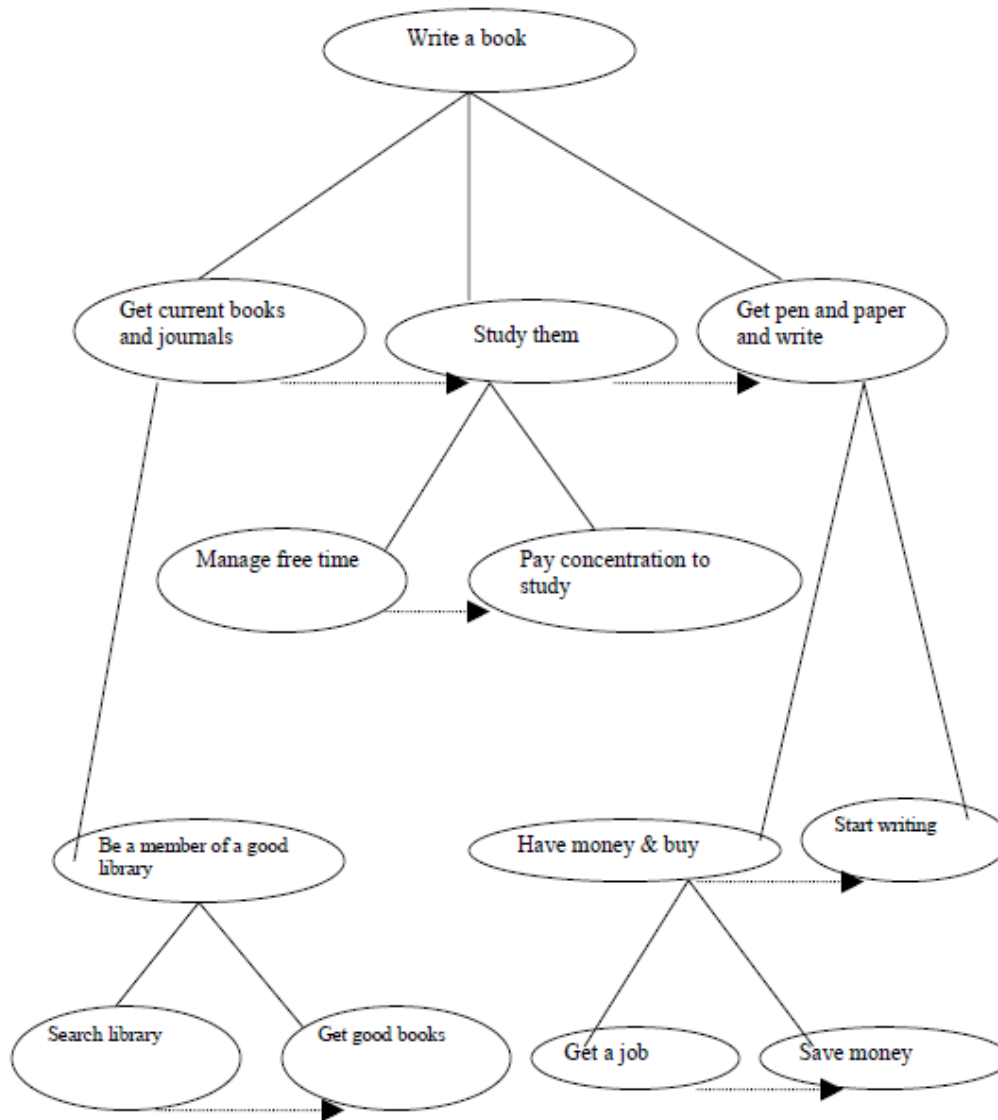 Write a book
Get current books
and journals
Study them
Get pen and paper
and write
Manage free time
Pay concentration to
study
Be a member of a good
library
Have money & buy
Start writing
Search library
Get good books
Get a job
Save money